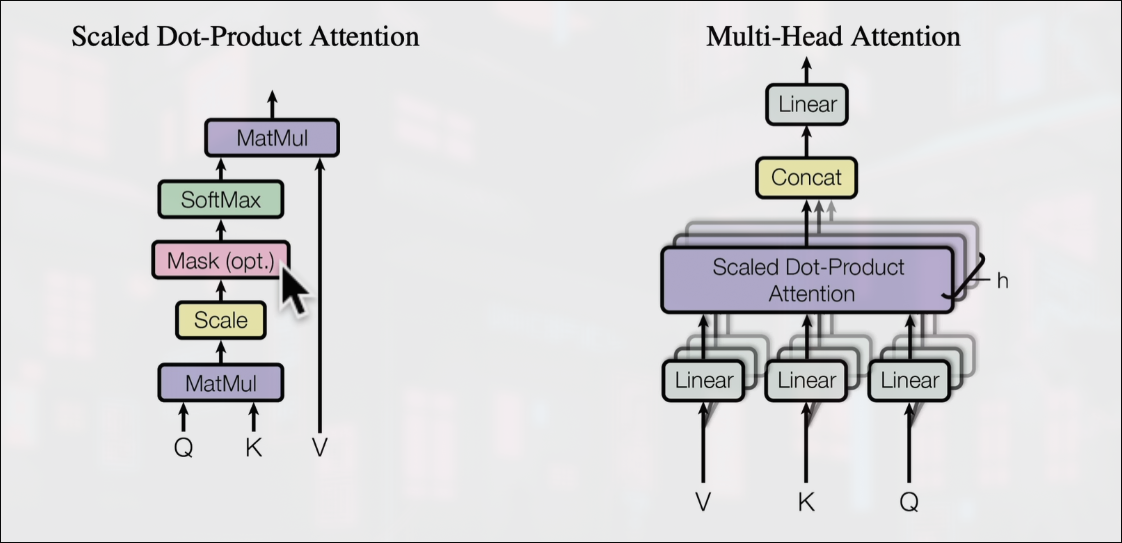 Scaled Dot-Product Attention
MatMul
SoftMax
Mask (opt.)
Scale
MatMul
Q K V
Multi-Head Attention
Linear
Concat
Scaled Dot-Product
Attention
h
Linear Linear Linear
V K Q